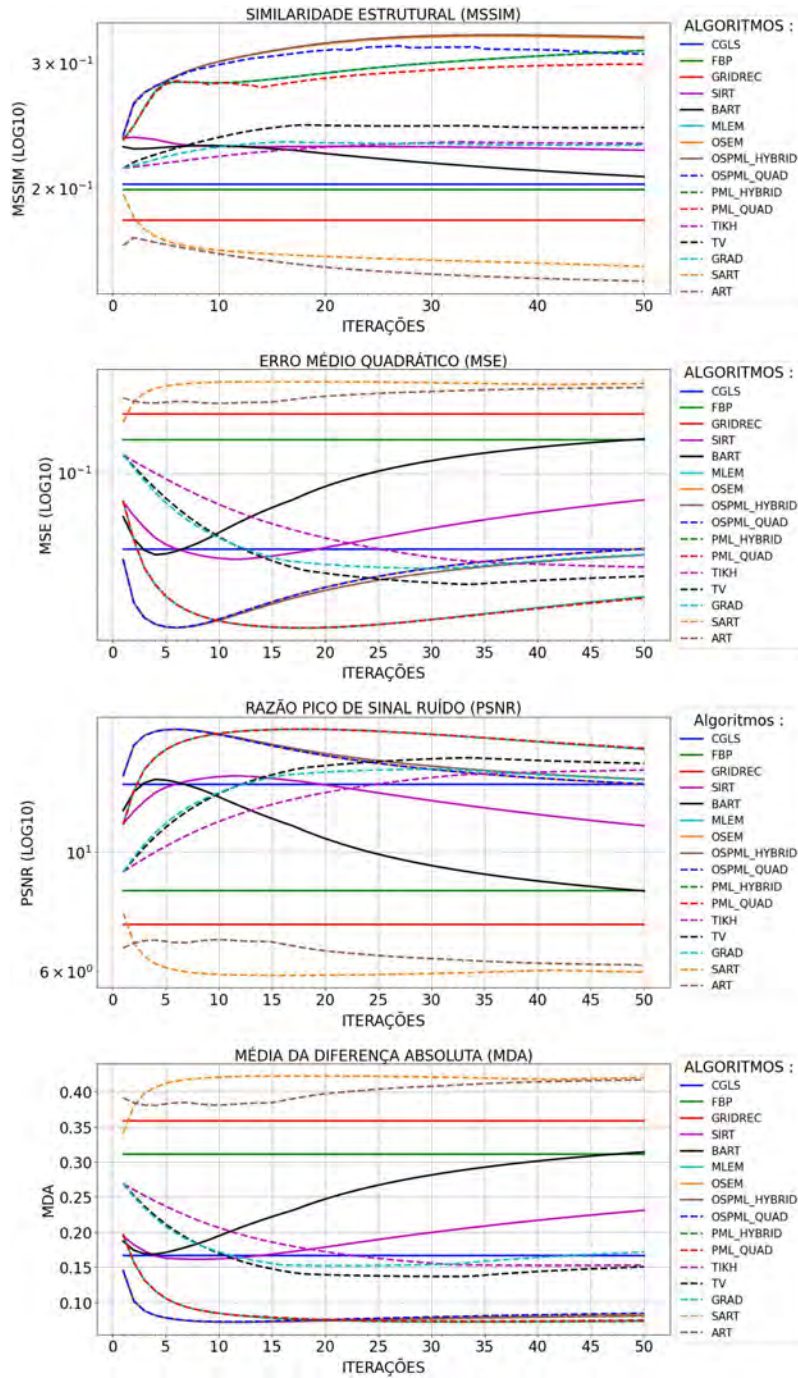 SIMILARIDADE ESTRUTURAL (MSSIM)
MSSIM (LOG10)
3 × 10⁻¹
2 × 10⁻¹
0 5 10 15 20 25 30 35 40 45 50
ITERAÇÕES
ALGORITMOS :
CGLS
FBP
GRIDREC
SIRT
BART
MLEM
OSEM
OSPML_HYBRID
OSPML_QUAD
PML_HYBRID
PML_QUAD
TIKH
TV
GRAD
SART
ART
ERRO MÉDIO QUADRÁTICO (MSE)
MSE (LOG10)
10⁻¹
0 5 10 15 20 25 30 35 40 45 50
ITERAÇÕES
ALGORITMOS :
CGLS
FBP
GRIDREC
SIRT
BART
MLEM
OSEM
OSPML_HYBRID
OSPML_QUAD
PML_HYBRID
PML_QUAD
TIKH
TV
GRAD
SART
ART
RAZÃO PICO DE SINAL RUÍDO (PSNR)
PSNR (LOG10)
10¹
6 × 10⁰
0 5 10 15 20 25 30 35 40 45 50
ITERAÇÕES
Algoritmos :
CGLS
FBP
GRIDREC
SIRT
BART
MLEM
OSEM
OSPML_HYBRID
OSPML_QUAD
PML_HYBRID
PML_QUAD
TIKH
TV
GRAD
SART
ART
MÉDIA DA DIFERENÇA ABSOLUTA (MDA)
MDA
0.40
0.35
0.30
0.25
0.20
0.15
0.10
0 5 10 15 20 25 30 35 40 45 50
ITERAÇÕES
ALGORITMOS :
CGLS
FBP
GRIDREC
SIRT
BART
MLEM
OSEM
OSPML_HYBRID
OSPML_QUAD
PML_HYBRID
PML_QUAD
TIKH
TV
GRAD
SART
ART